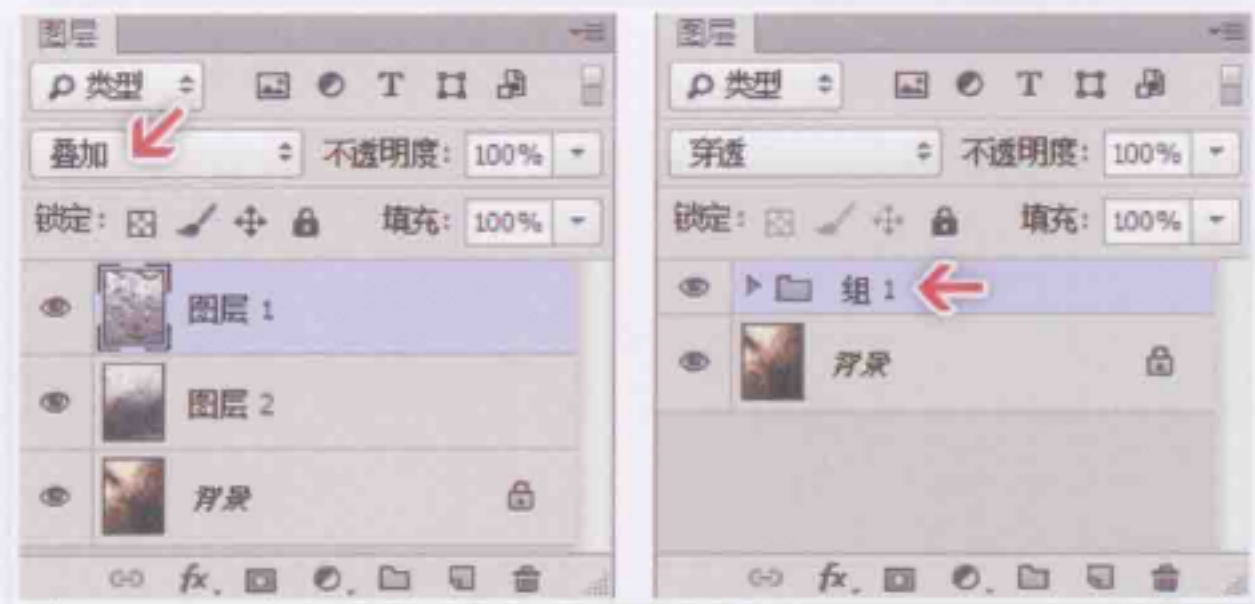 图层
类型 T
叠加 不透明度: 100%
锁定: 填充: 100%
图层 1
图层 2
背景
fx.
图层
类型 T
穿透 不透明度: 100%
锁定: 填充: 100%
组 1
背景
fx.